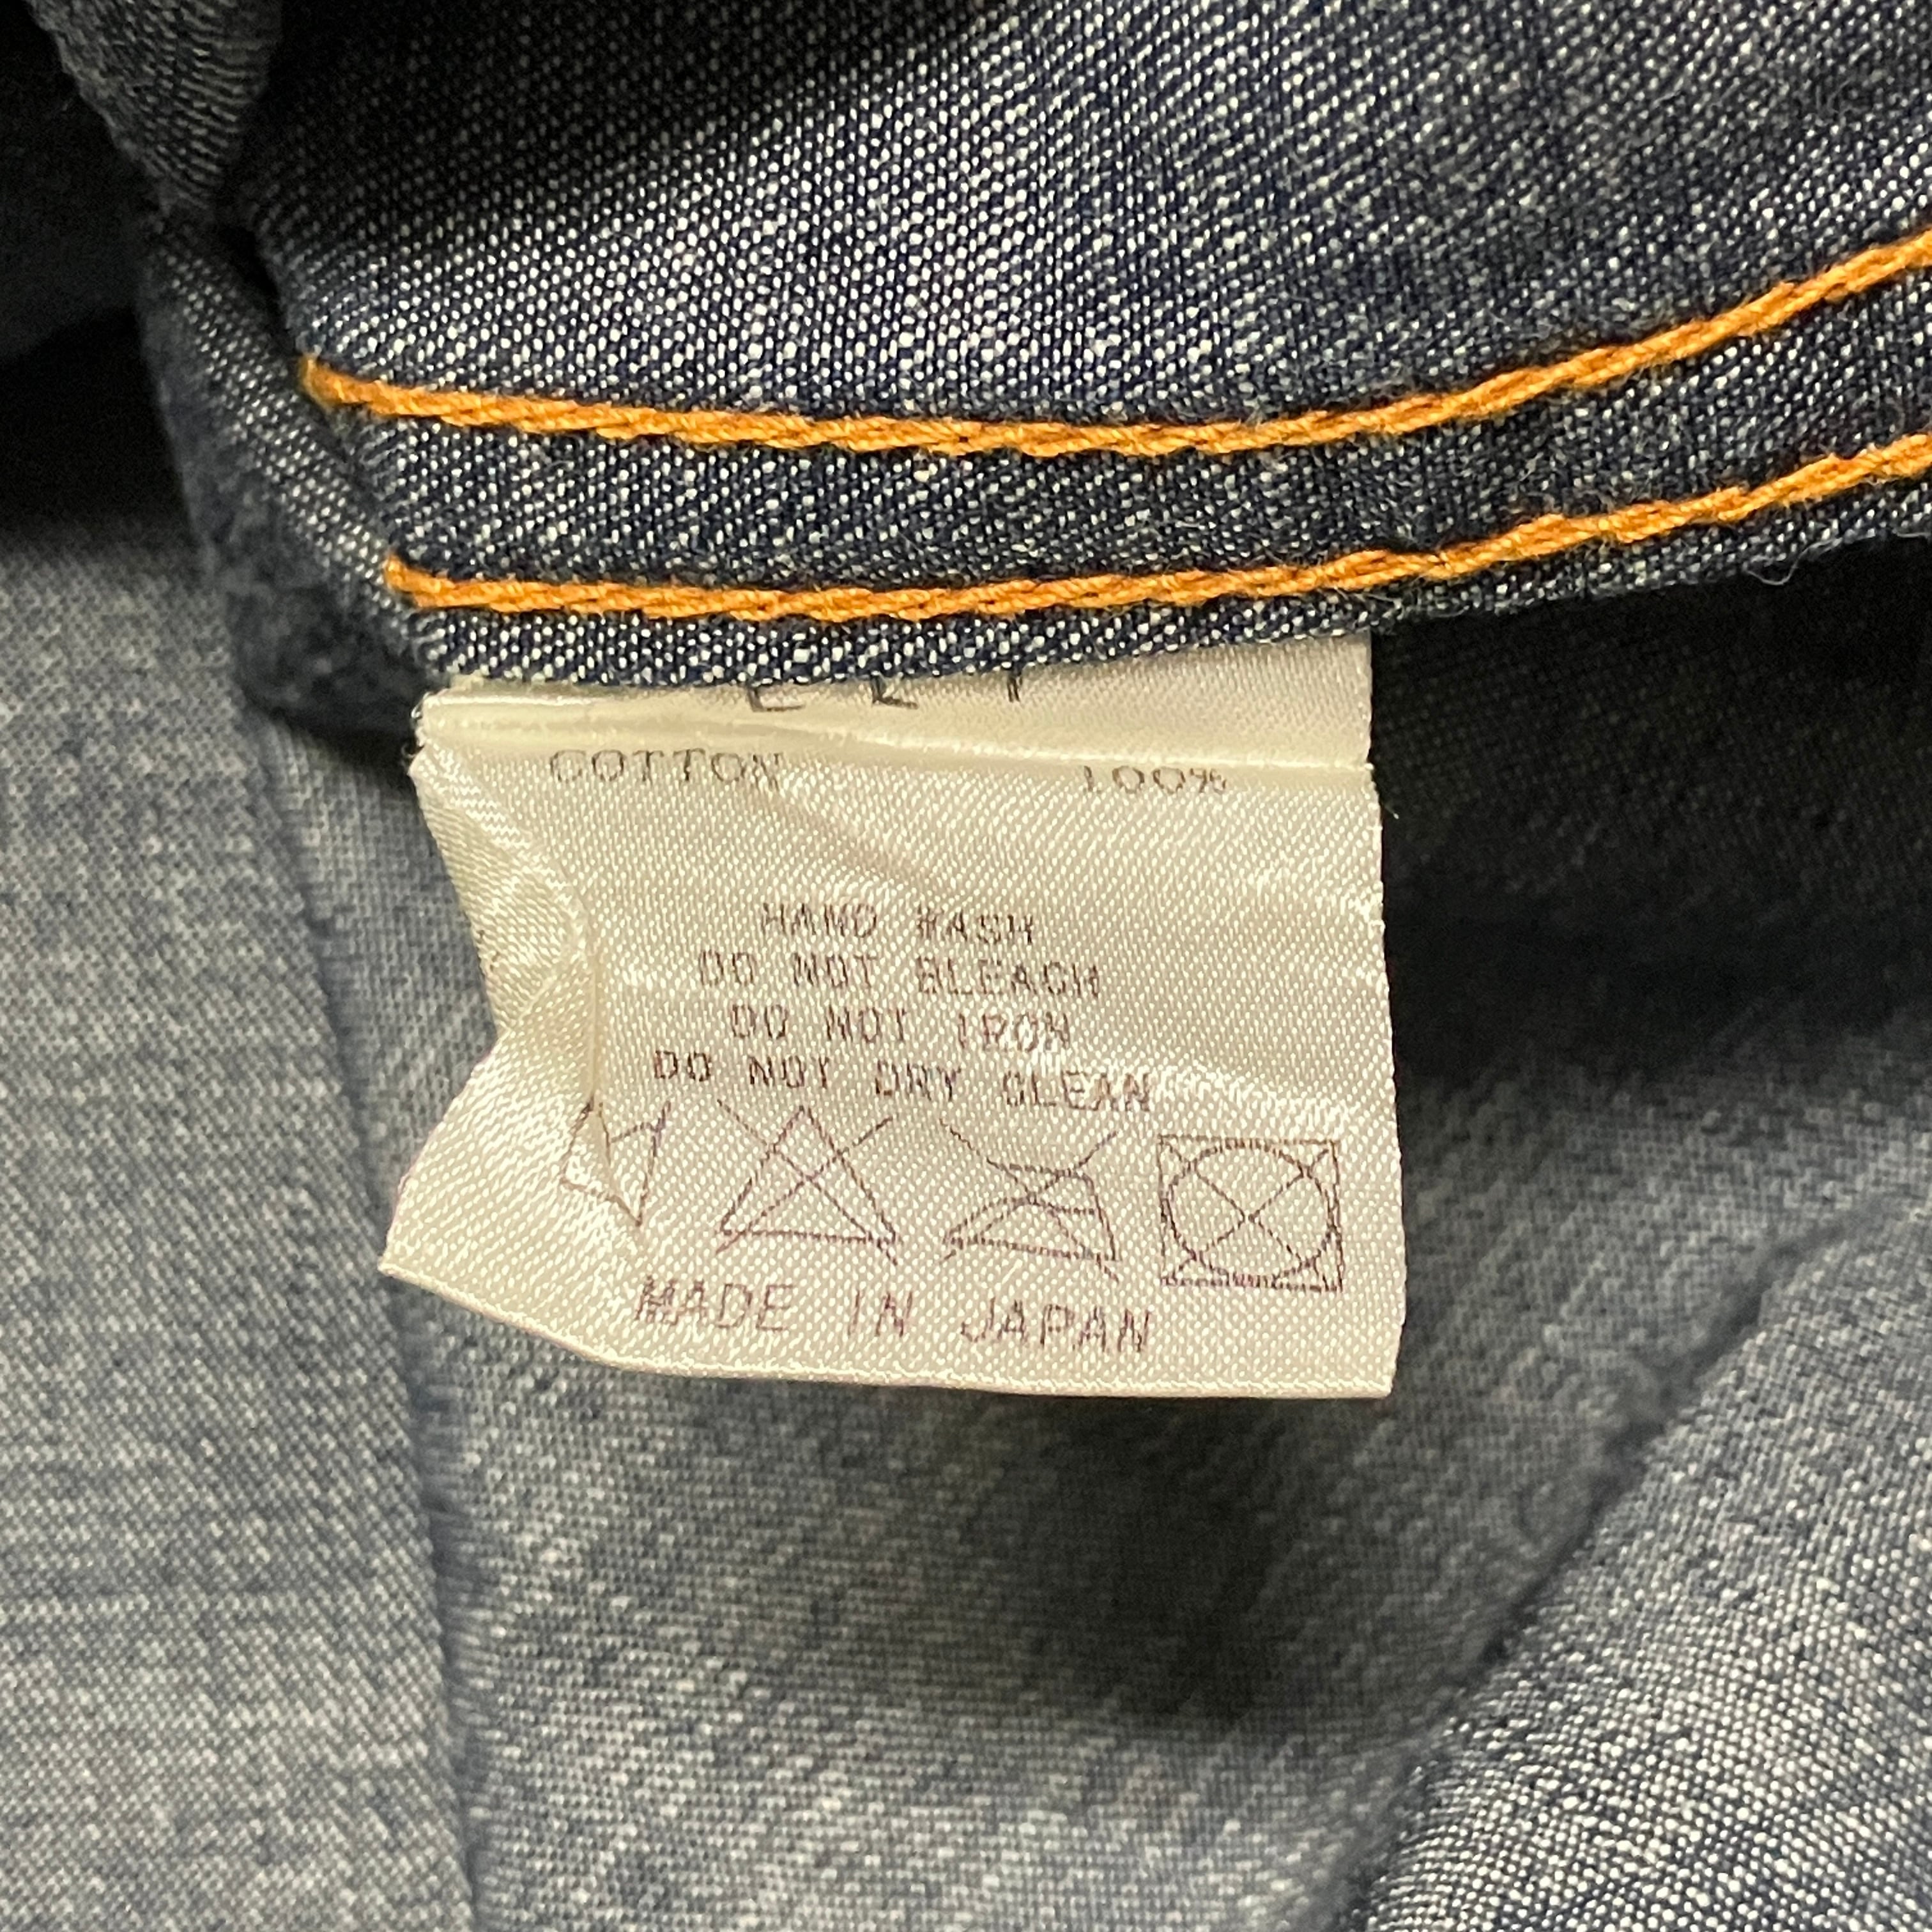 COTTON 100%
HAND WASH
DO NOT BLEACH
DO NOT IRON
DO NOT DRY CLEAN
MADE IN JAPAN